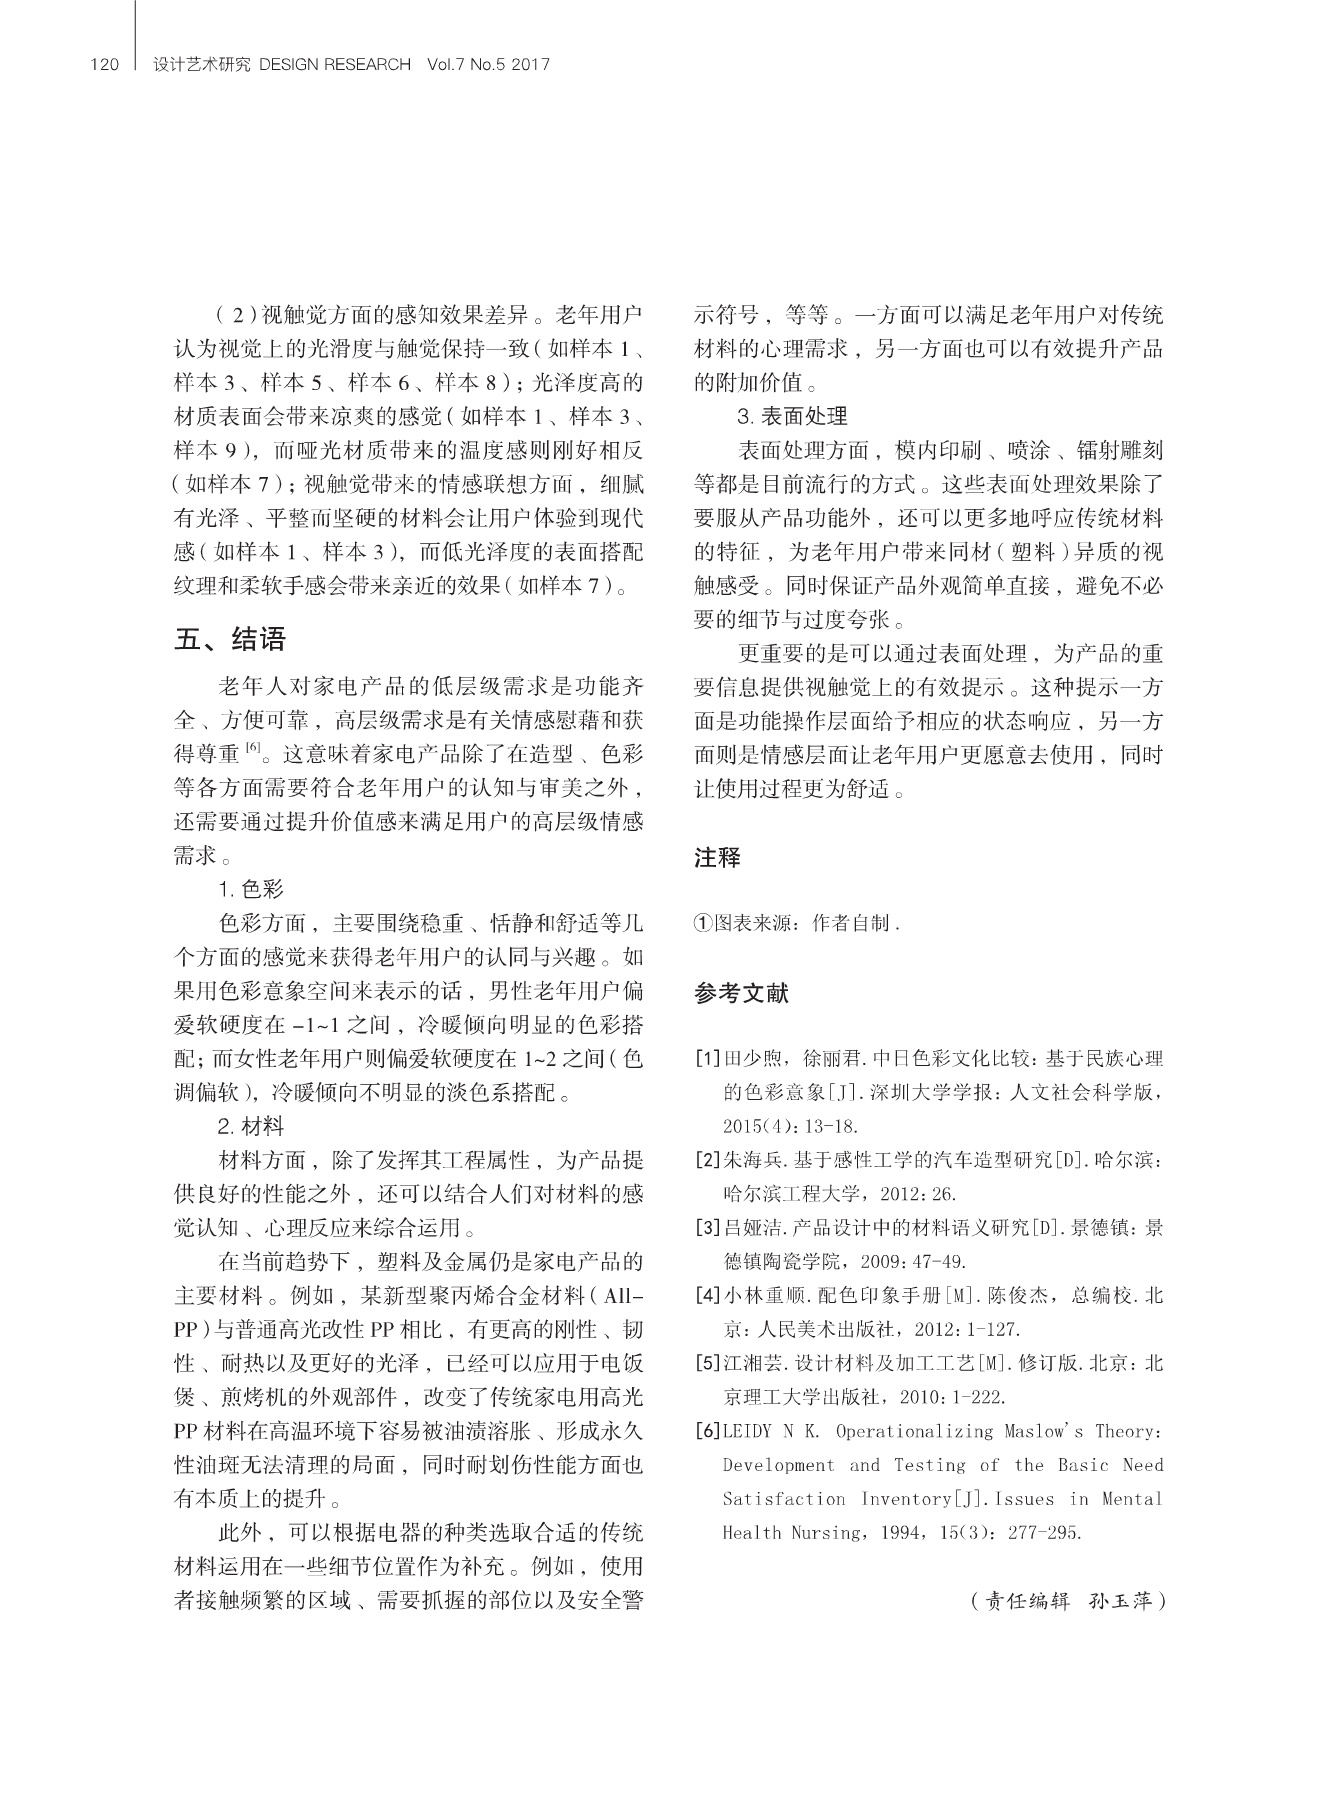 120
设计艺术研究 DESIGN RESEARCH Vol.7 No.5 2017
（2）视触觉方面的感知效果差异。老年用户
认为视觉上的光滑度与触觉保持一致（如样本1、
样本3、样本5、样本6、样本8）；光泽度高的
材质表面会带来凉爽的感觉（如样本1、样本3、
样本9），而哑光材质带来的温度感则刚好相反
（如样本7）；视触觉带来的情感联想方面，细腻
有光泽、平整而坚硬的材料会让用户体验到现代
感（如样本1、样本3），而低光泽度的表面搭配
纹理和柔软手感会带来亲近的效果（如样本7）。
五、结语
老年人对家电产品的低层级需求是功能齐
全、方便可靠，高层级需求是有关情感慰藉和获
得尊重[6]。这意味着家电产品除了在造型、色彩
等各方面需要符合老年用户的认知与审美之外，
还需要通过提升价值感来满足用户的高层级情感
需求。
1. 色彩
色彩方面，主要围绕稳重、恬静和舒适等几
个方面的感觉来获得老年用户的认同与兴趣。如
果用色彩意象空间来表示的话，男性老年用户偏
爱软硬度在 –1~1 之间，冷暖倾向明显的色彩搭
配；而女性老年用户则偏爱软硬度在 1~2 之间（色
调偏软），冷暖倾向不明显的淡色系搭配。
2. 材料
材料方面，除了发挥其工程属性，为产品提
供良好的性能之外，还可以结合人们对材料的感
觉认知、心理反应来综合运用。
在当前趋势下，塑料及金属仍是家电产品的
主要材料。例如，某新型聚丙烯合金材料（All–
PP）与普通高光改性 PP 相比，有更高的刚性、韧
性、耐热以及更好的光泽，已经可以应用于电饭
煲、煎烤机的外观部件，改变了传统家电用高光
PP 材料在高温环境下容易被油渍溶胀、形成永久
性油斑无法清理的局面，同时耐划伤性能方面也
有本质上的提升。
此外，可以根据电器的种类选取合适的传统
材料运用在一些细节位置作为补充。例如，使用
者接触频繁的区域、需要抓握的部位以及安全警
示符号，等等。一方面可以满足老年用户对传统
材料的心理需求，另一方面也可以有效提升产品
的附加价值。
3. 表面处理
表面处理方面，模内印刷、喷涂、镭射雕刻
等都是目前流行的方式。这些表面处理效果除了
要服从产品功能外，还可以更多地呼应传统材料
的特征，为老年用户带来同材（塑料）异质的视
触感受。同时保证产品外观简单直接，避免不必
要的细节与过度夸张。
更重要的是可以通过表面处理，为产品的重
要信息提供视触觉上的有效提示。这种提示一方
面是功能操作层面给予相应的状态响应，另一方
面则是情感层面让老年用户更愿意去使用，同时
让使用过程更为舒适。
注释
①图表来源：作者自制.
参考文献
[1]田少煦，徐丽君.中日色彩文化比较：基于民族心理
的色彩意象[J].深圳大学学报：人文社会科学版，
2015(4)：13-18.
[2]朱海兵.基于感性工学的汽车造型研究[D].哈尔滨：
哈尔滨工程大学，2012：26.
[3]吕娅洁.产品设计中的材料语义研究[D].景德镇：景
德镇陶瓷学院，2009：47-49.
[4]小林重顺.配色印象手册[M].陈俊杰，总编校.北
京：人民美术出版社，2012：1-127.
[5]江湘芸.设计材料及加工工艺[M].修订版.北京：北
京理工大学出版社，2010：1-222.
[6]LEIDY N K. Operationalizing Maslow's Theory:
Development and Testing of the Basic Need
Satisfaction Inventory[J].Issues in Mental
Health Nursing，1994，15(3)：277-295.
（责任编辑 孙玉萍）